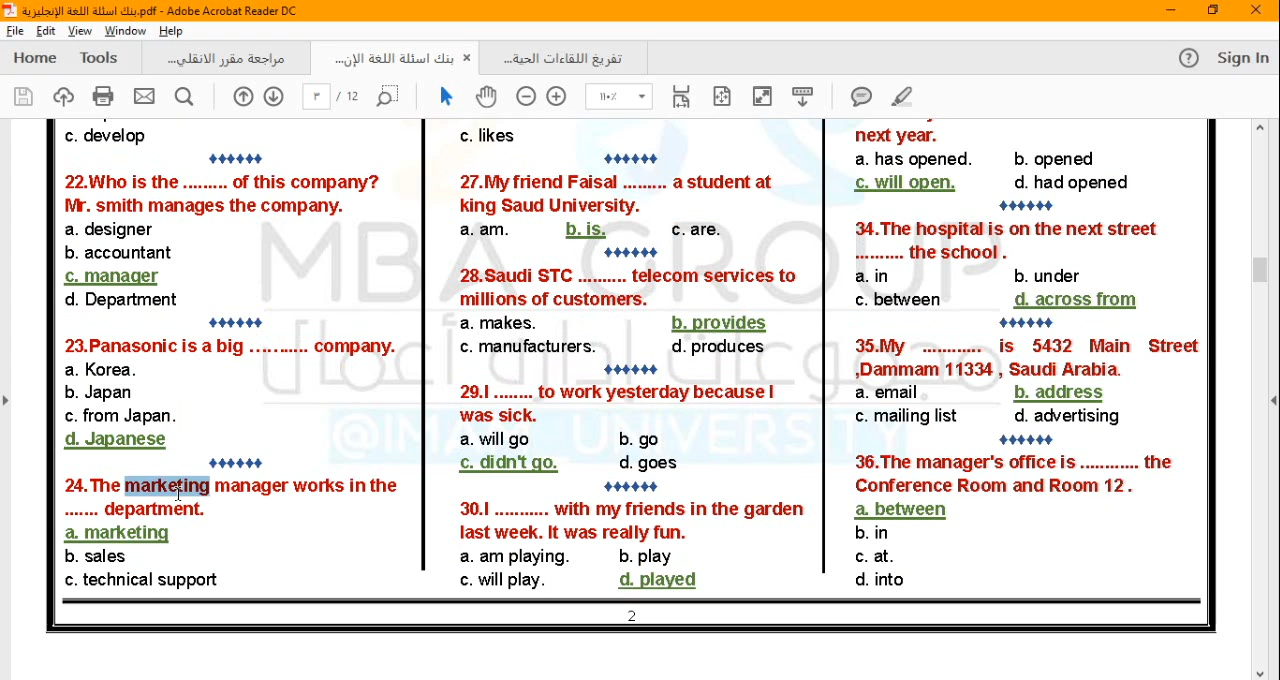 بنك اسئلة اللغة الإنجليزية.pdf - Adobe Acrobat Reader DC
File Edit View Window Help
Home Tools مراجعة مقرر الانقلي... بنك اسئلة اللغة الإن... تفريغ اللقاءات الحية... Sign In
٣ / 12 ١١٠٪
c. develop
♦♦♦♦♦♦
22.Who is the ......... of this company?
Mr. smith manages the company.
a. designer
b. accountant
c. manager
d. Department
♦♦♦♦♦♦
23.Panasonic is a big ........... company.
a. Korea.
b. Japan
c. from Japan.
d. Japanese
♦♦♦♦♦♦
24.The marketing manager works in the
....... department.
a. marketing
b. sales
c. technical support
c. likes
♦♦♦♦♦♦
27.My friend Faisal ......... a student at
king Saud University.
a. am. b. is. c. are.
♦♦♦♦♦♦
28.Saudi STC .......... telecom services to
millions of customers.
a. makes. b. provides
c. manufacturers. d. produces
♦♦♦♦♦♦
29.I ........ to work yesterday because I
was sick.
a. will go b. go
c. didn't go. d. goes
♦♦♦♦♦♦
30.I ........... with my friends in the garden
last week. It was really fun.
a. am playing. b. play
c. will play. d. played
next year.
a. has opened. b. opened
c. will open. d. had opened
♦♦♦♦♦♦
34.The hospital is on the next street
.......... the school .
a. in b. under
c. between d. across from
♦♦♦♦♦♦
35.My ............ is 5432 Main Street
,Dammam 11334 , Saudi Arabia.
a. email b. address
c. mailing list d. advertising
♦♦♦♦♦♦
36.The manager's office is ............ the
Conference Room and Room 12 .
a. between
b. in
c. at.
d. into
2
MBA GROUP
مجموعات إدارة أعمال
@IMAM_UNIVERSITY